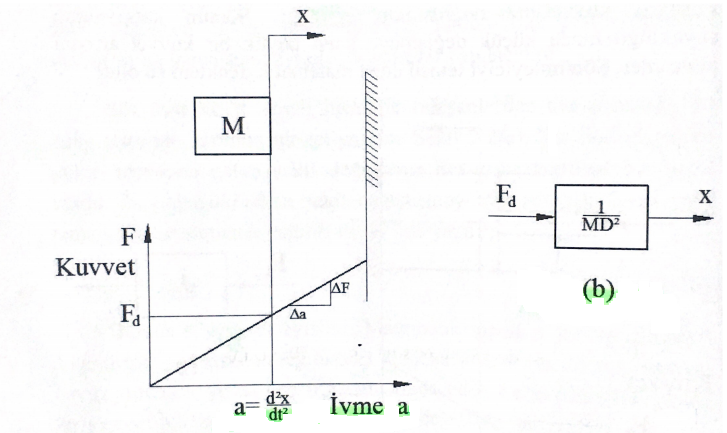 x
M
F
Kuvvet
F_d
ΔF
Δa
a= d²x/dt²
İvme a
F_d
1/MD²
x
(b)